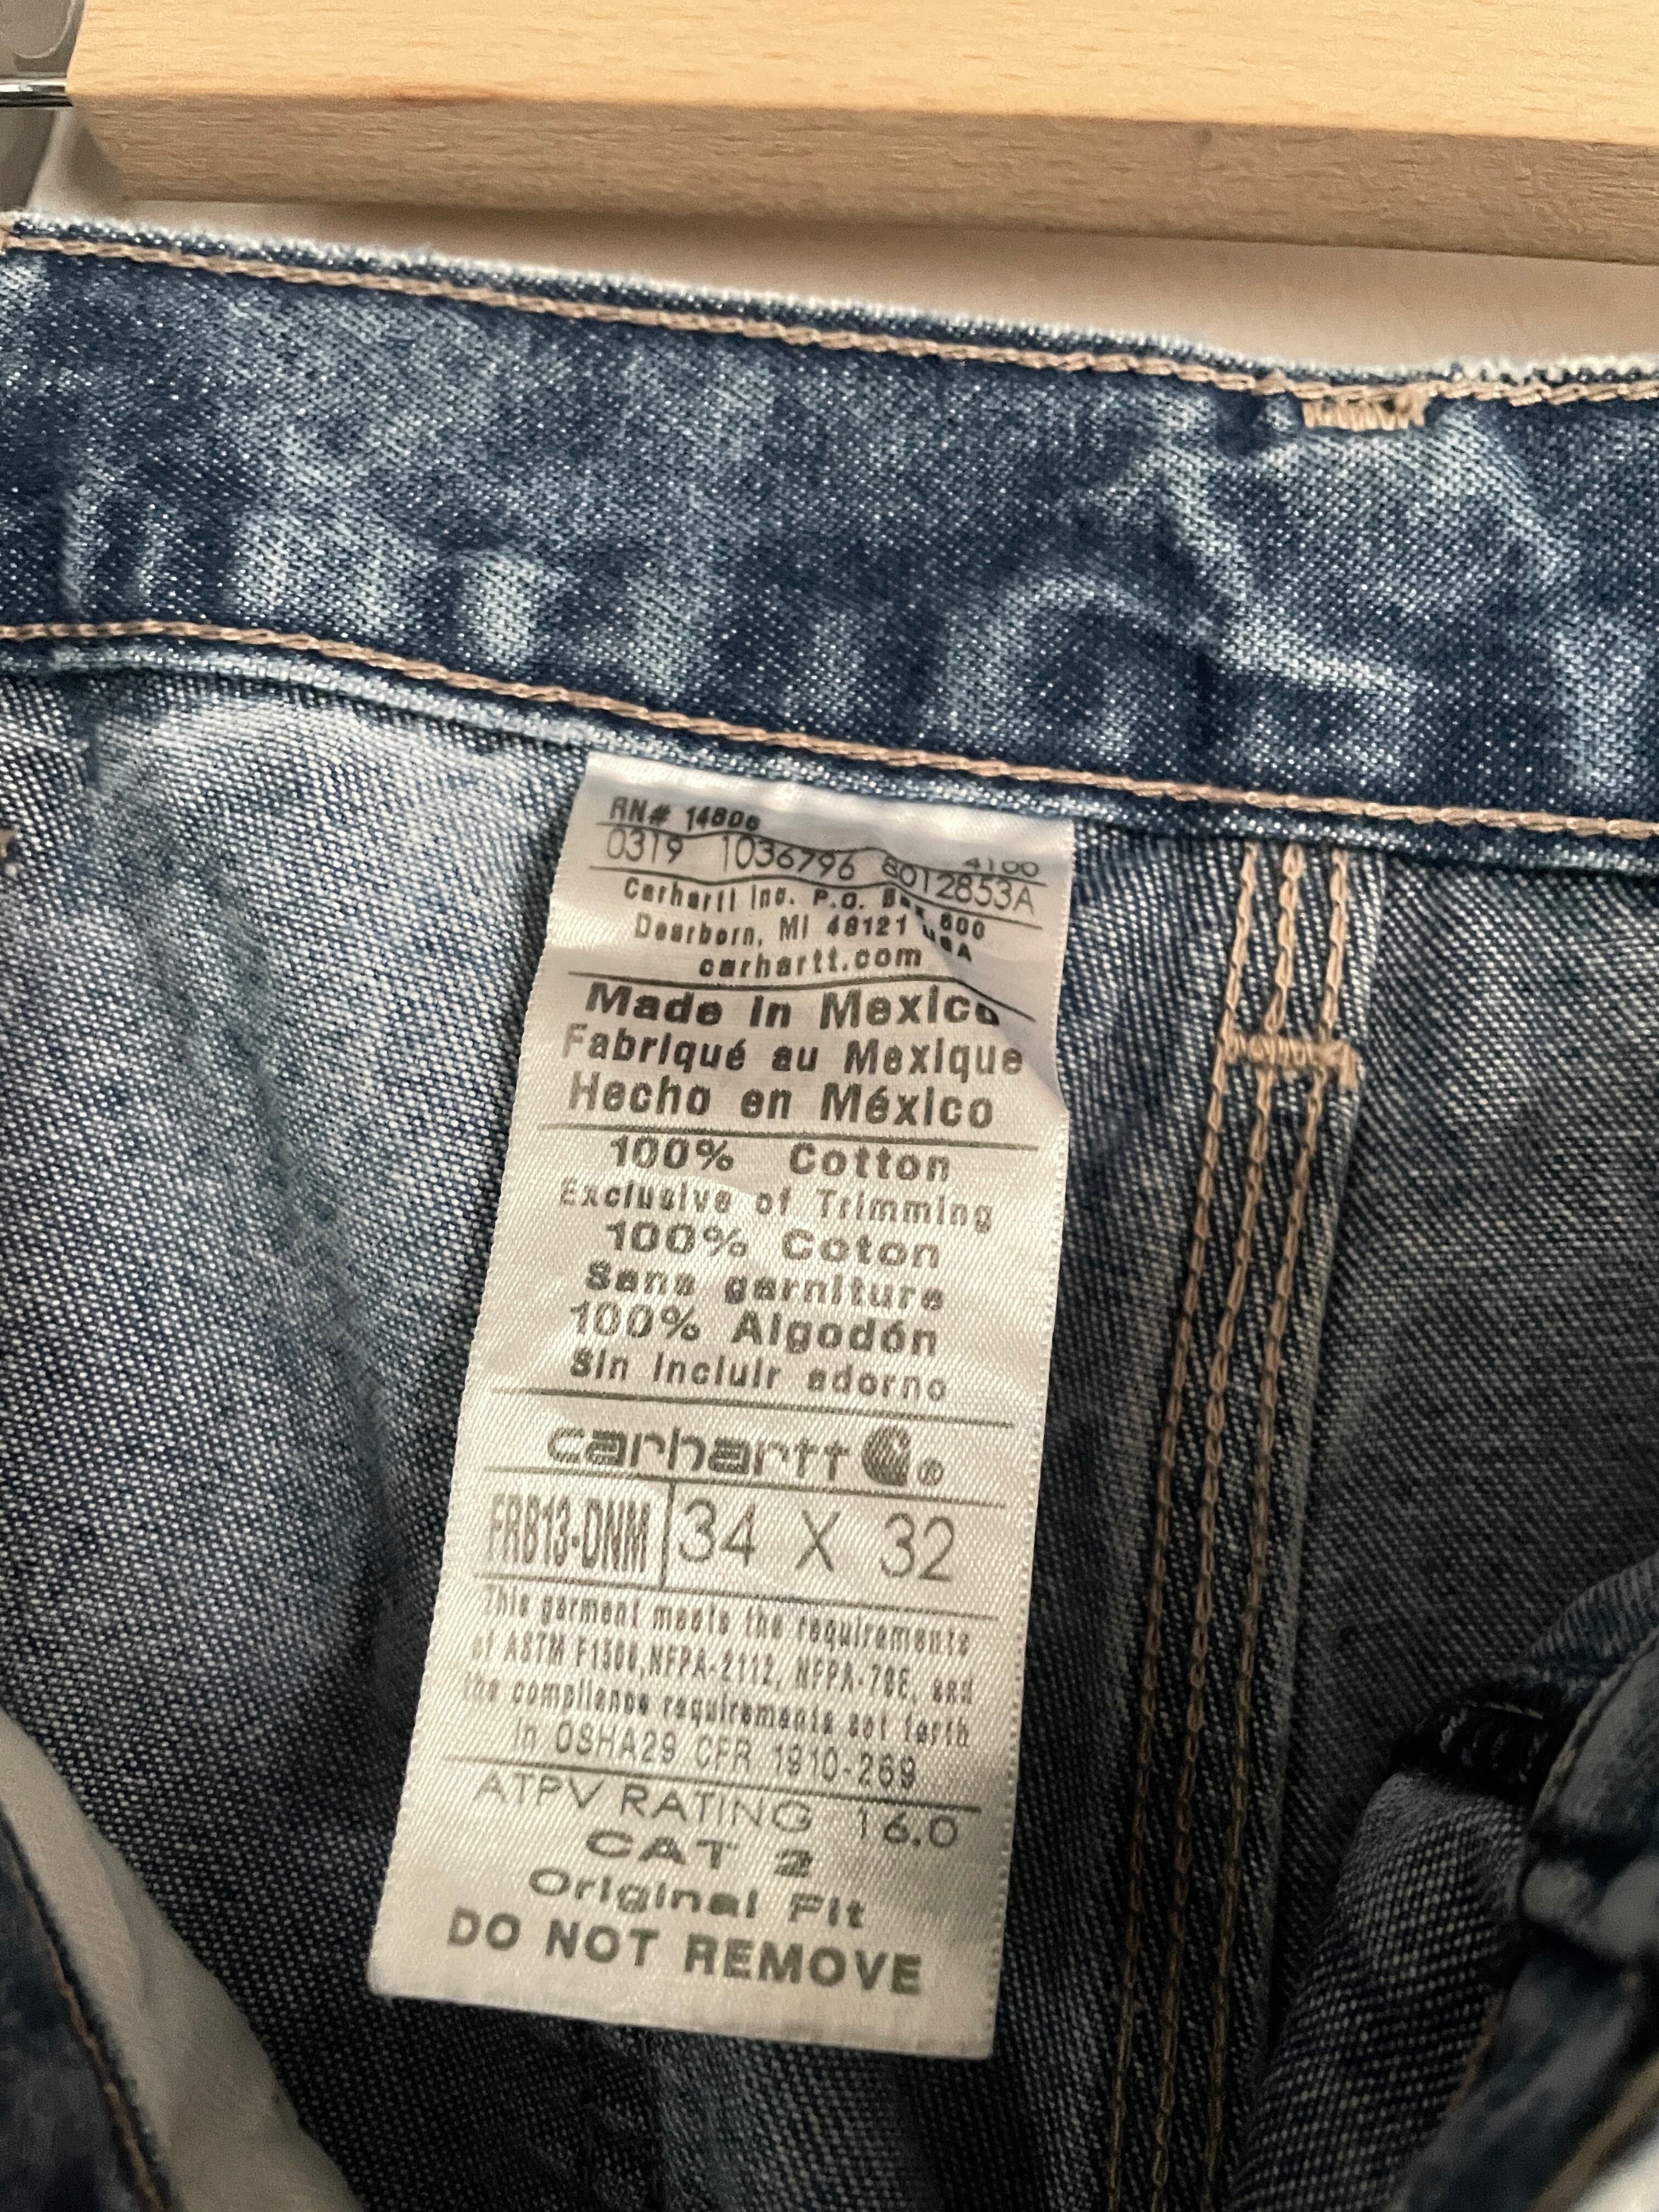 RN# 14806
0319 1036796 8012853A 4100
Carhartt Inc. P.O. Box 600
Dearborn, MI 48121 USA
carhartt.com
Made in Mexico
Fabriqué au Mexique
Hecho en México
100% Cotton
Exclusive of Trimming
100% Coton
Sans garniture
100% Algodón
Sin incluir adorno
carhartt ®
FRB13-DNM 34 X 32
This garment meets the requirements
of ASTM F1506,NFPA-2112, NFPA-70E, and
the compliance requirements set forth
in OSHA29 CFR 1910-269
ATPV RATING 16.0
CAT 2
Original Fit
DO NOT REMOVE